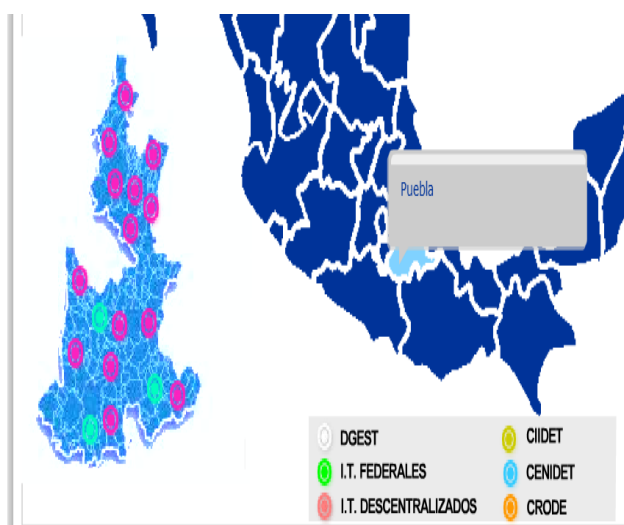 Puebla
DGEST
CIIDET
I.T. FEDERALES
CENIDET
I.T. DESCENTRALIZADOS
CRODE